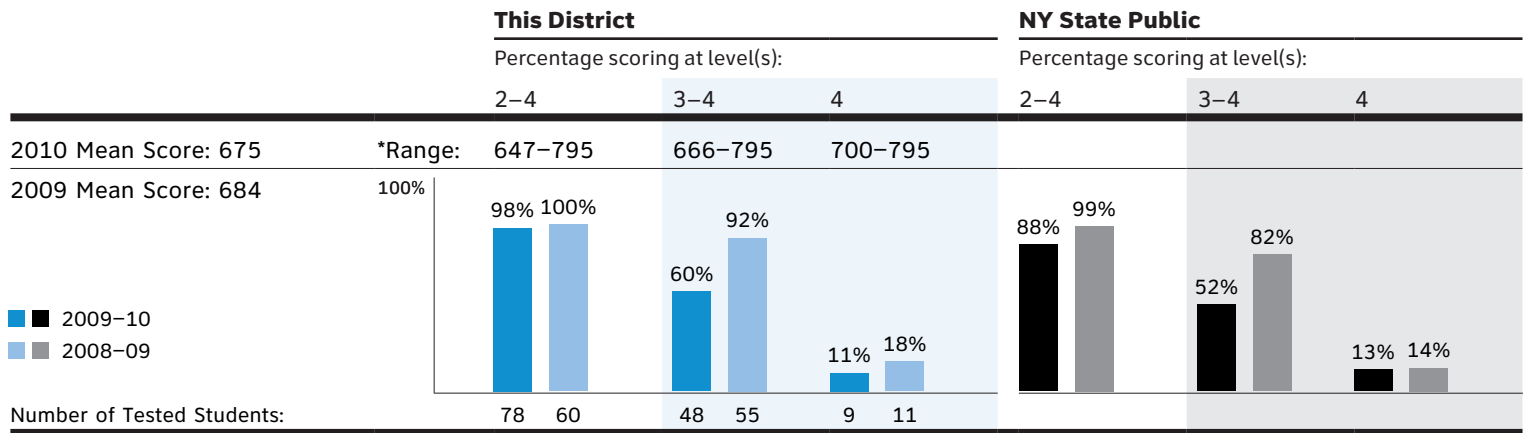 This District NY State Public
Percentage scoring at level(s): Percentage scoring at level(s):
2–4 3–4 4 2–4 3–4 4
2010 Mean Score: 675 *Range: 647–795 666–795 700–795
2009 Mean Score: 684 100%
98% 100% 60% 92% 11% 18% 88% 99% 52% 82% 13% 14%
2009–10
2008–09
Number of Tested Students: 78 60 48 55 9 11